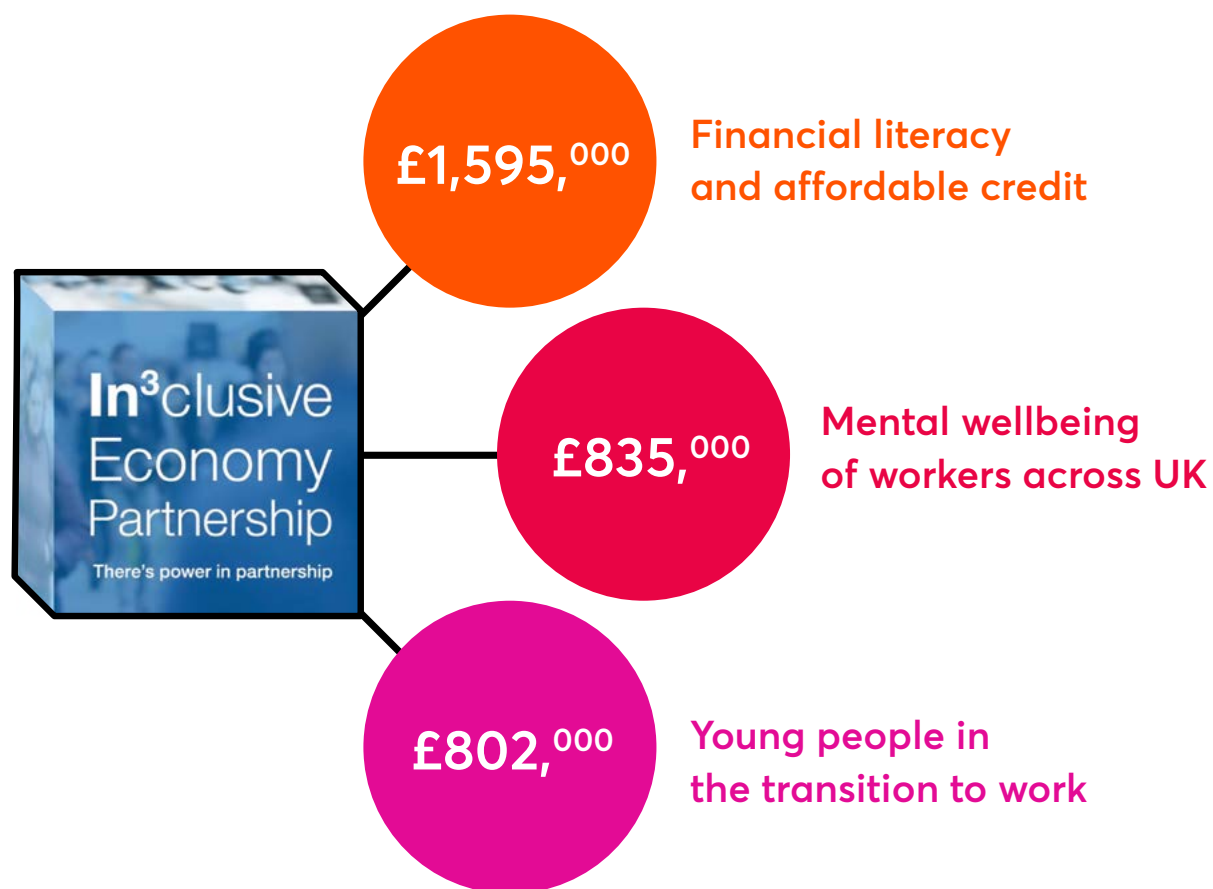 £1,595,000
Financial literacy
and affordable credit
In³clusive
Economy
Partnership
There's power in partnership
£835,000
Mental wellbeing
of workers across UK
£802,000
Young people in
the transition to work